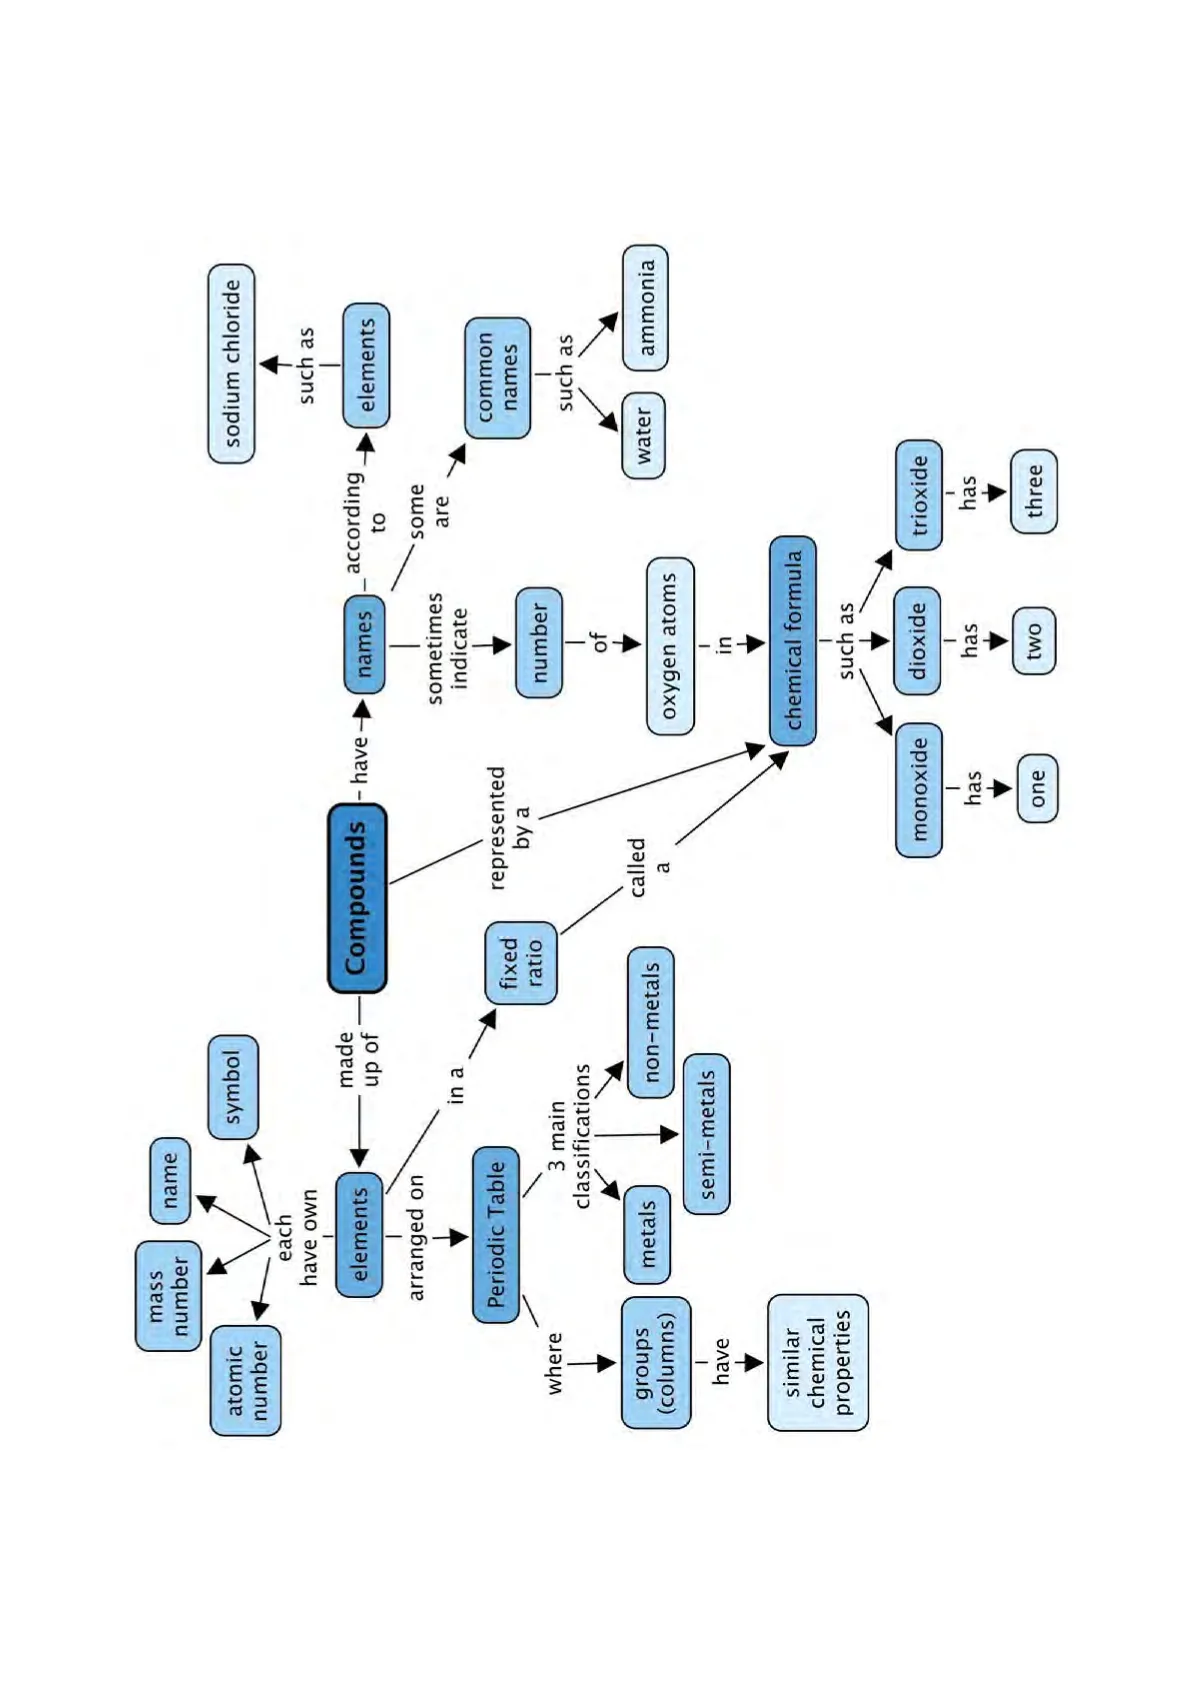 mass
number
name
atomic
number
symbol
sodium chloride
each
have own
such as
elements
made
up of
Compounds
have
names
according
to
elements
arranged on
in a
represented
by a
sometimes
indicate
some
are
common
names
Periodic Table
fixed
ratio
number
where
3 main
classifications
called
a
of
such as
groups
(columns)
metals
non-metals
oxygen atoms
water
ammonia
semi-metals
have
in
similar
chemical
properties
chemical formula
such as
monoxide
dioxide
trioxide
has
has
has
one
two
three